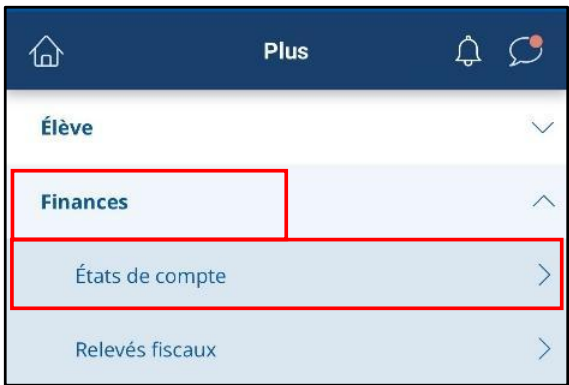 Plus
Élève
Finances
États de compte
Relevés fiscaux